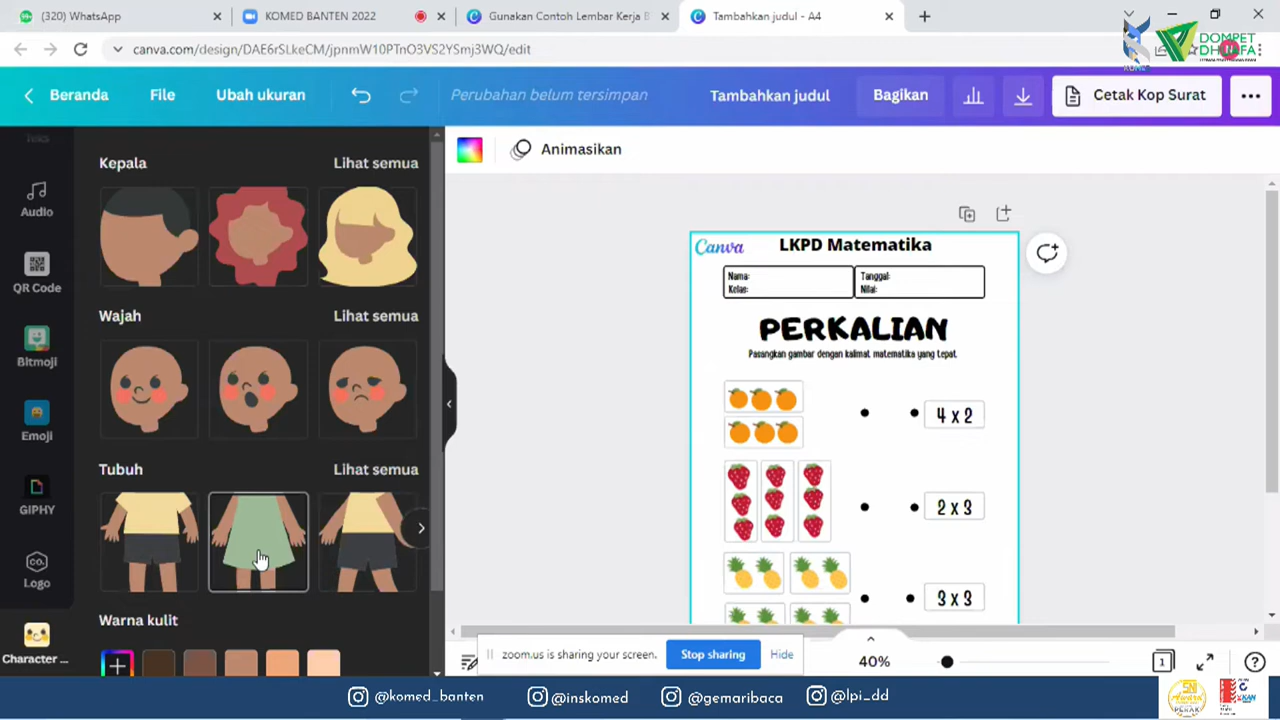 (320) WhatsApp
KOMED BANTEN 2022
Gunakan Contoh Lembar Kerja B
Tambahkan judul - A4
canva.com/design/DAE6rSLkeCM/jpnmW10PTnO3VS2YSmj3WQ/edit
DOMPET
DHUAFA
Beranda
File
Ubah ukuran
Perubahan belum tersimpan
Tambahkan judul
Bagikan
Cetak Kop Surat
Audio
QR Code
Bitmoji
Emoji
GIPHY
Logo
Character ...
Kepala
Lihat semua
Wajah
Lihat semua
Tubuh
Lihat semua
Warna kulit
Animasikan
Canva
LKPD Matematika
Nama:
Kelas:
Tanggal:
Nilai:
PERKALIAN
Pasangkan gambar dengan kalimat matematika yang tepat
4 x 2
2 x 3
3 x 3
zoom.us is sharing your screen.
Stop sharing
Hide
40%
1
@komed_banten
@inskomed
@gemaribaca
@lpi_dd